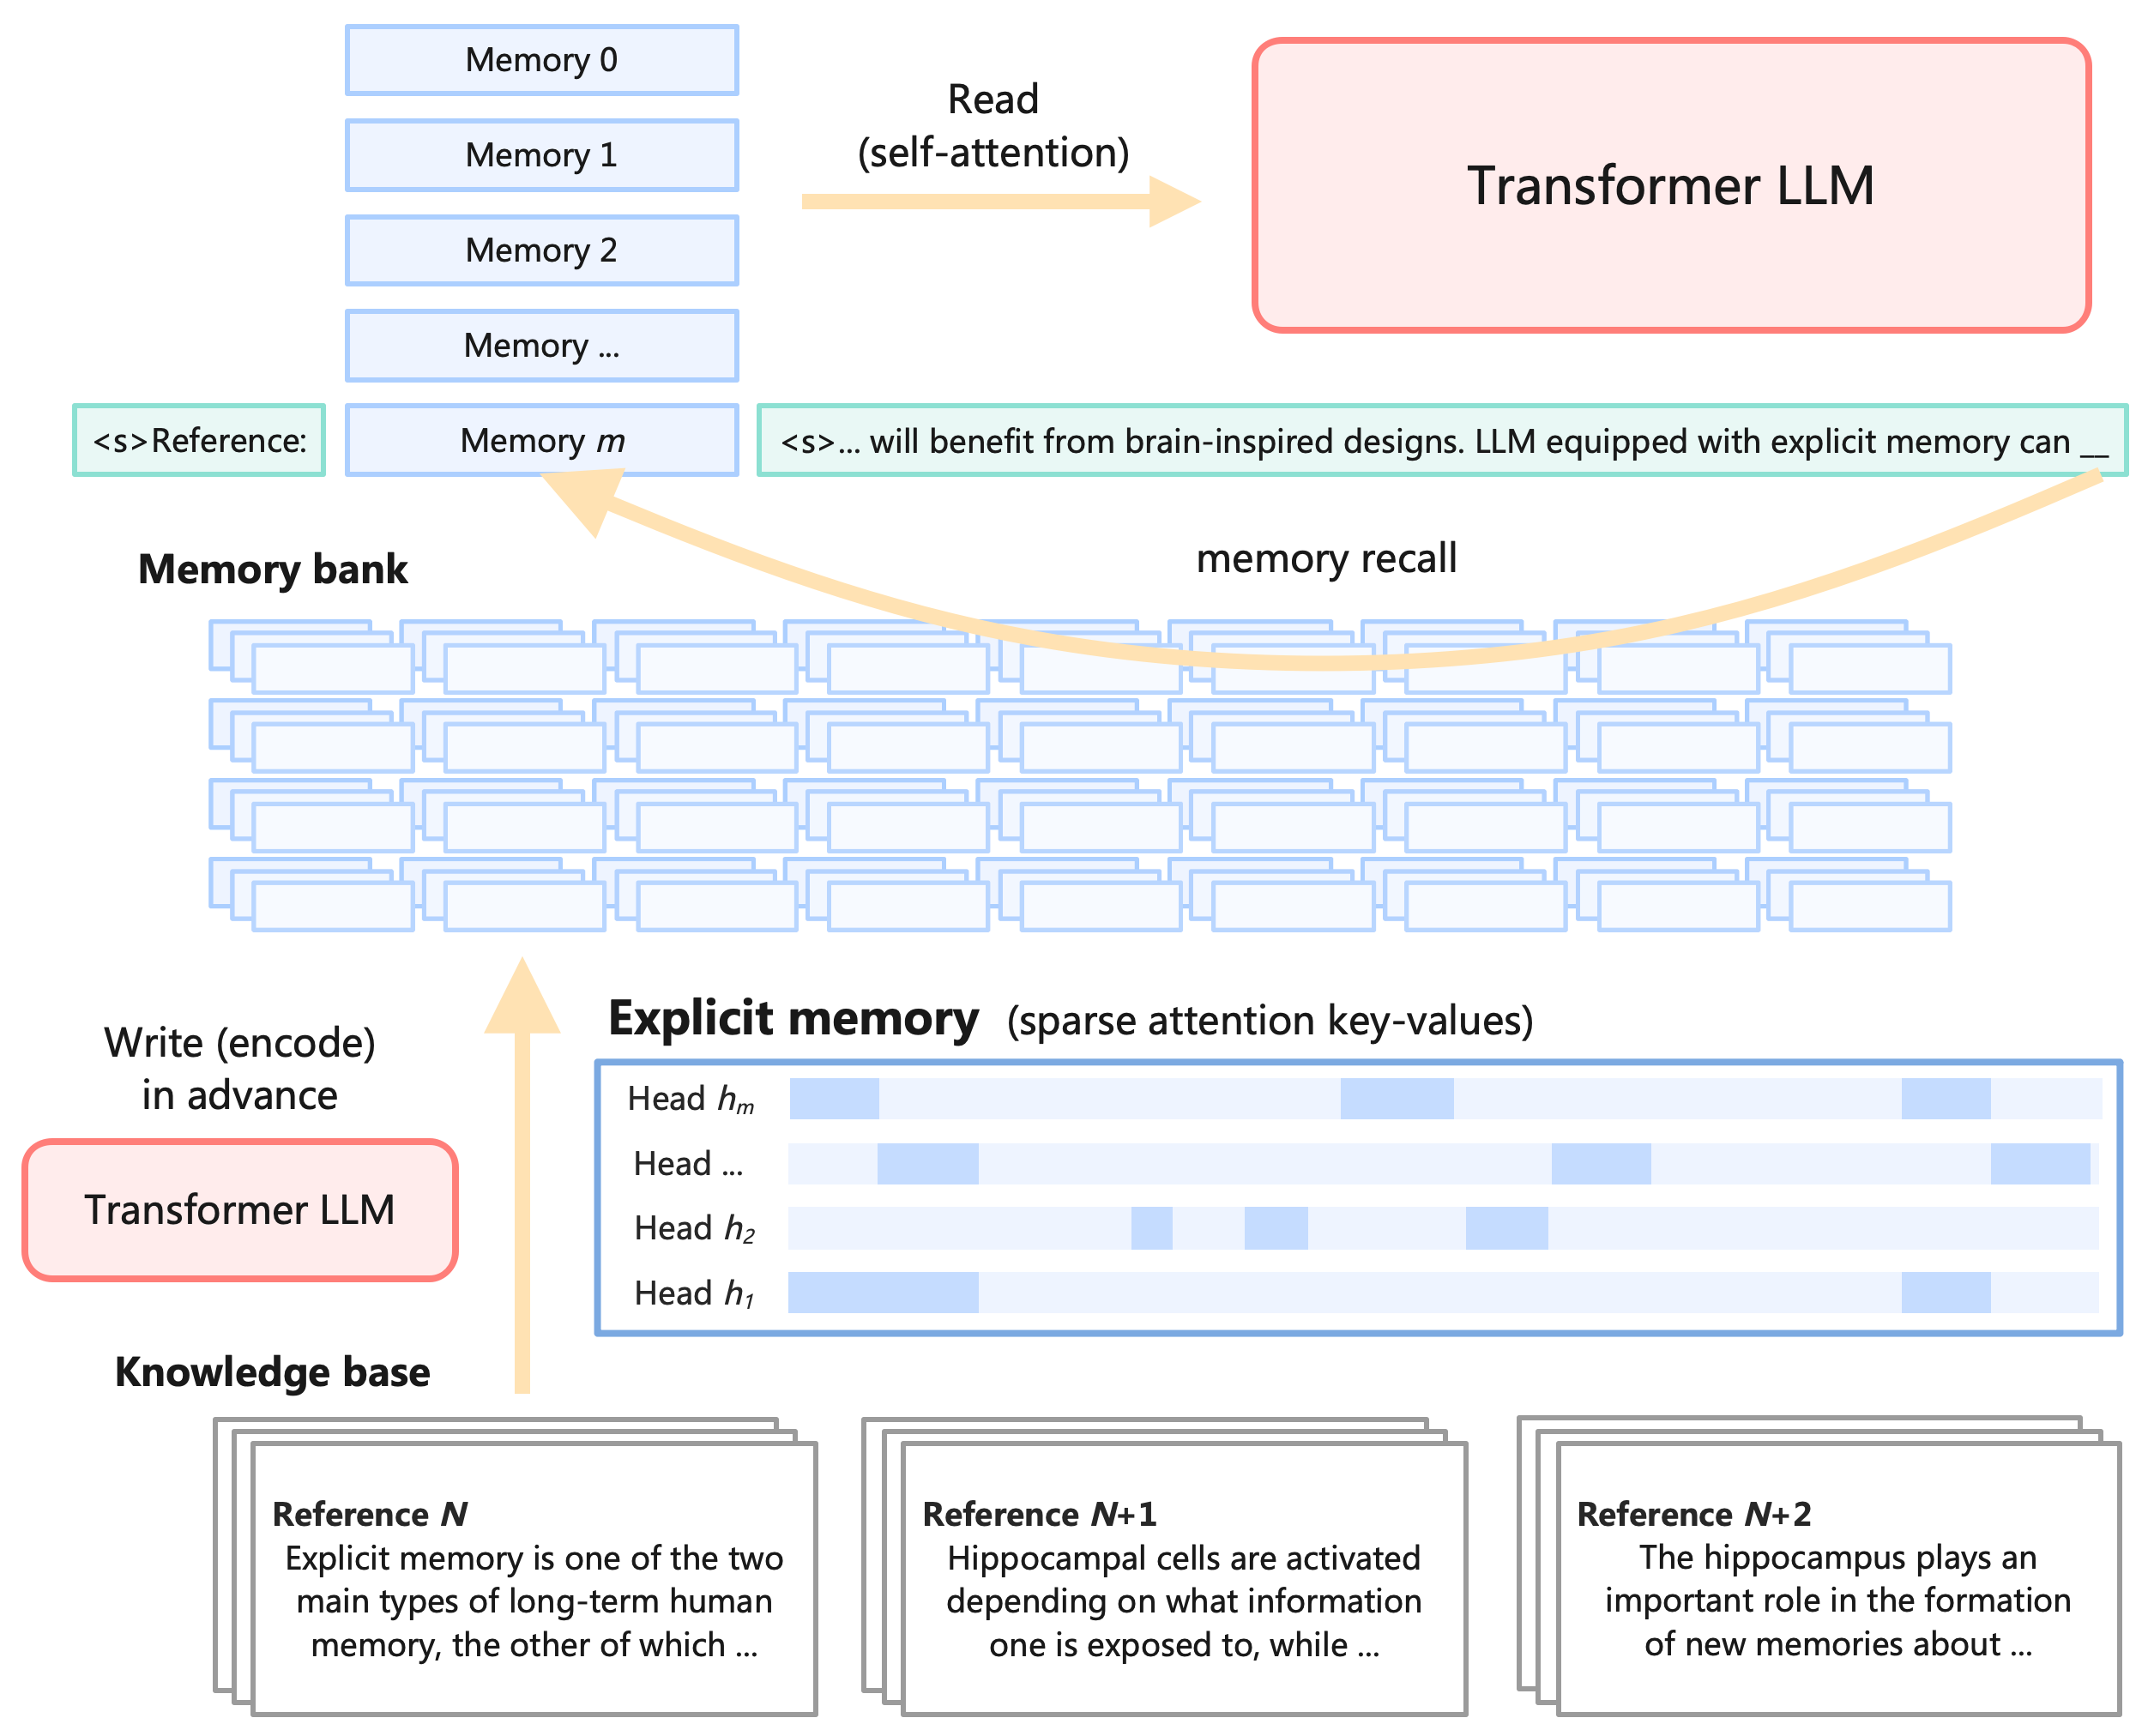 Memory 0
Memory 1
Memory 2
Memory ...
Read
(self-attention)
Transformer LLM
<s>Reference:
Memory m
<s>... will benefit from brain-inspired designs. LLM equipped with explicit memory can __
memory recall
Memory bank
Write (encode)
in advance
Transformer LLM
Explicit memory (sparse attention key-values)
Head hm
Head ...
Head h2
Head h1
Knowledge base
Reference N
Explicit memory is one of the two
main types of long-term human
memory, the other of which ...
Reference N+1
Hippocampal cells are activated
depending on what information
one is exposed to, while ...
Reference N+2
The hippocampus plays an
important role in the formation
of new memories about ...